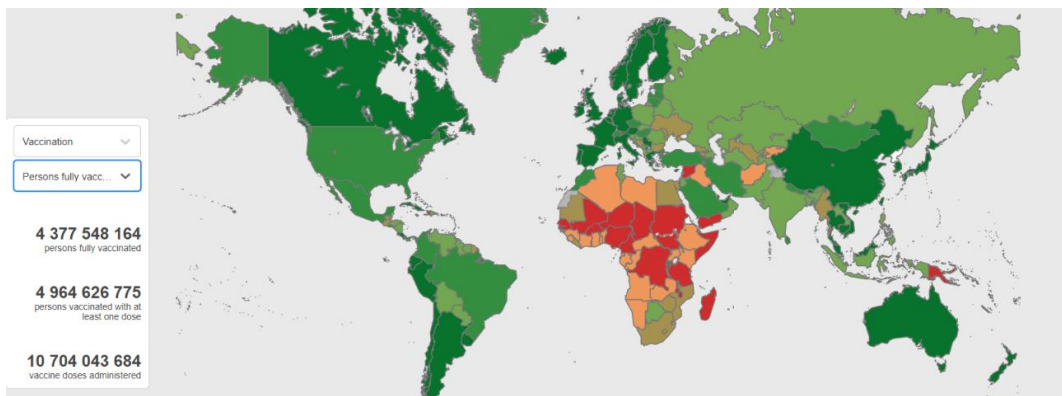 Vaccination
Persons fully vacc...
4 377 548 164
persons fully vaccinated
4 964 626 775
persons vaccinated with at
least one dose
10 704 043 684
vaccine doses administered